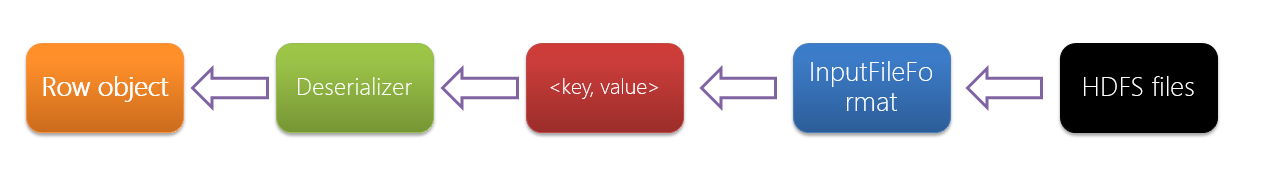 Row object
Deserializer
<key, value>
InputFileFo
rmat
HDFS files